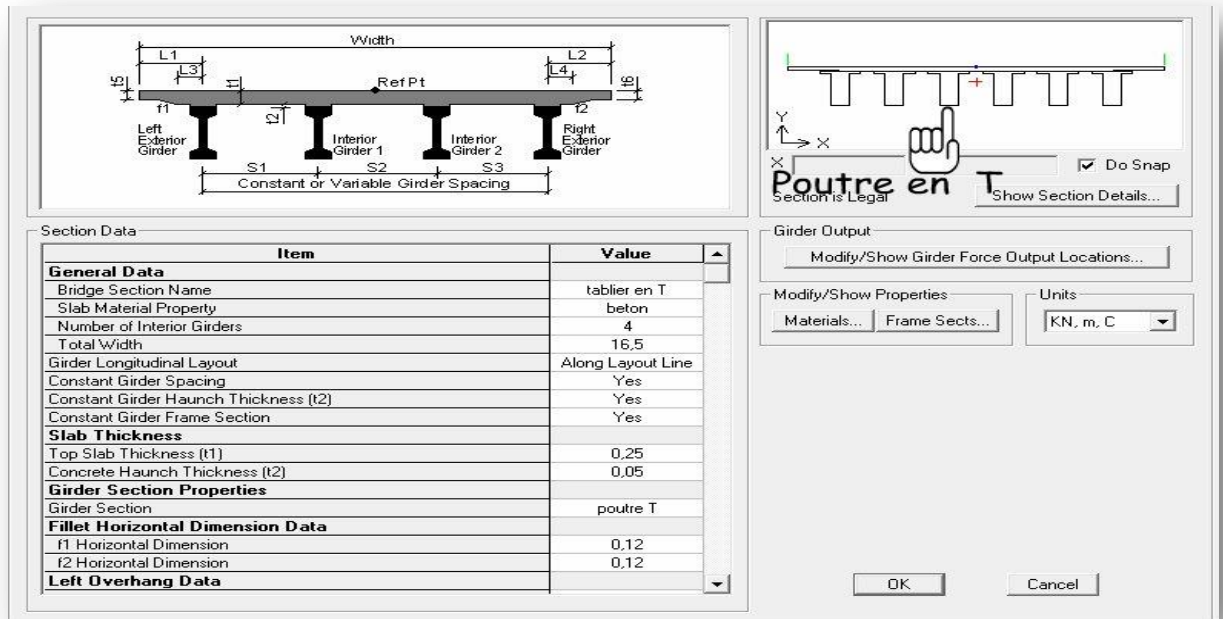 Width
L1
L2
L3
L4
t5
t1
Ref Pt
t6
f1
t2
f2
Left Exterior Girder
Interior Girder 1
Interior Girder 2
Right Exterior Girder
S1
S2
S3
Constant or Variable Girder Spacing
Y
X
X
Do Snap
Poutre en T
Section is Legal
Show Section Details...
Section Data
Item Value
General Data
Bridge Section Name tablier en T
Slab Material Property beton
Number of Interior Girders 4
Total Width 16,5
Girder Longitudinal Layout Along Layout Line
Constant Girder Spacing Yes
Constant Girder Haunch Thickness (t2) Yes
Constant Girder Frame Section Yes
Slab Thickness
Top Slab Thickness (t1) 0,25
Concrete Haunch Thickness (t2) 0,05
Girder Section Properties
Girder Section poutre T
Fillet Horizontal Dimension Data
f1 Horizontal Dimension 0,12
f2 Horizontal Dimension 0,12
Left Overhang Data
Girder Output
Modify/Show Girder Force Output Locations...
Modify/Show Properties
Materials... Frame Sects...
Units
KN, m, C
OK Cancel